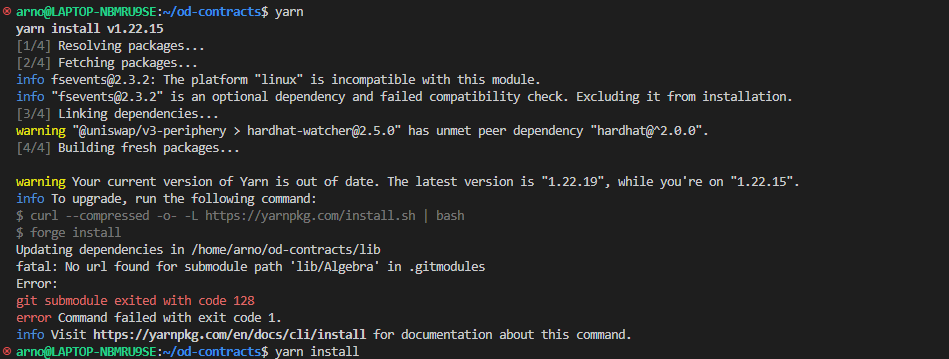 arno@LAPTOP-NBMRU9SE:~/od-contracts$ yarn
yarn install v1.22.15
[1/4] Resolving packages...
[2/4] Fetching packages...
info fsevents@2.3.2: The platform "linux" is incompatible with this module.
info "fsevents@2.3.2" is an optional dependency and failed compatibility check. Excluding it from installation.
[3/4] Linking dependencies...
warning "@uniswap/v3-periphery > hardhat-watcher@2.5.0" has unmet peer dependency "hardhat@^2.0.0".
[4/4] Building fresh packages...
warning Your current version of Yarn is out of date. The latest version is "1.22.19", while you're on "1.22.15".
info To upgrade, run the following command:
$ curl --compressed -o- -L https://yarnpkg.com/install.sh | bash
$ forge install
Updating dependencies in /home/arno/od-contracts/lib
fatal: No url found for submodule path 'lib/Algebra' in .gitmodules
Error:
git submodule exited with code 128
error Command failed with exit code 1.
info Visit https://yarnpkg.com/en/docs/cli/install for documentation about this command.
arno@LAPTOP-NBMRU9SE:~/od-contracts$ yarn install